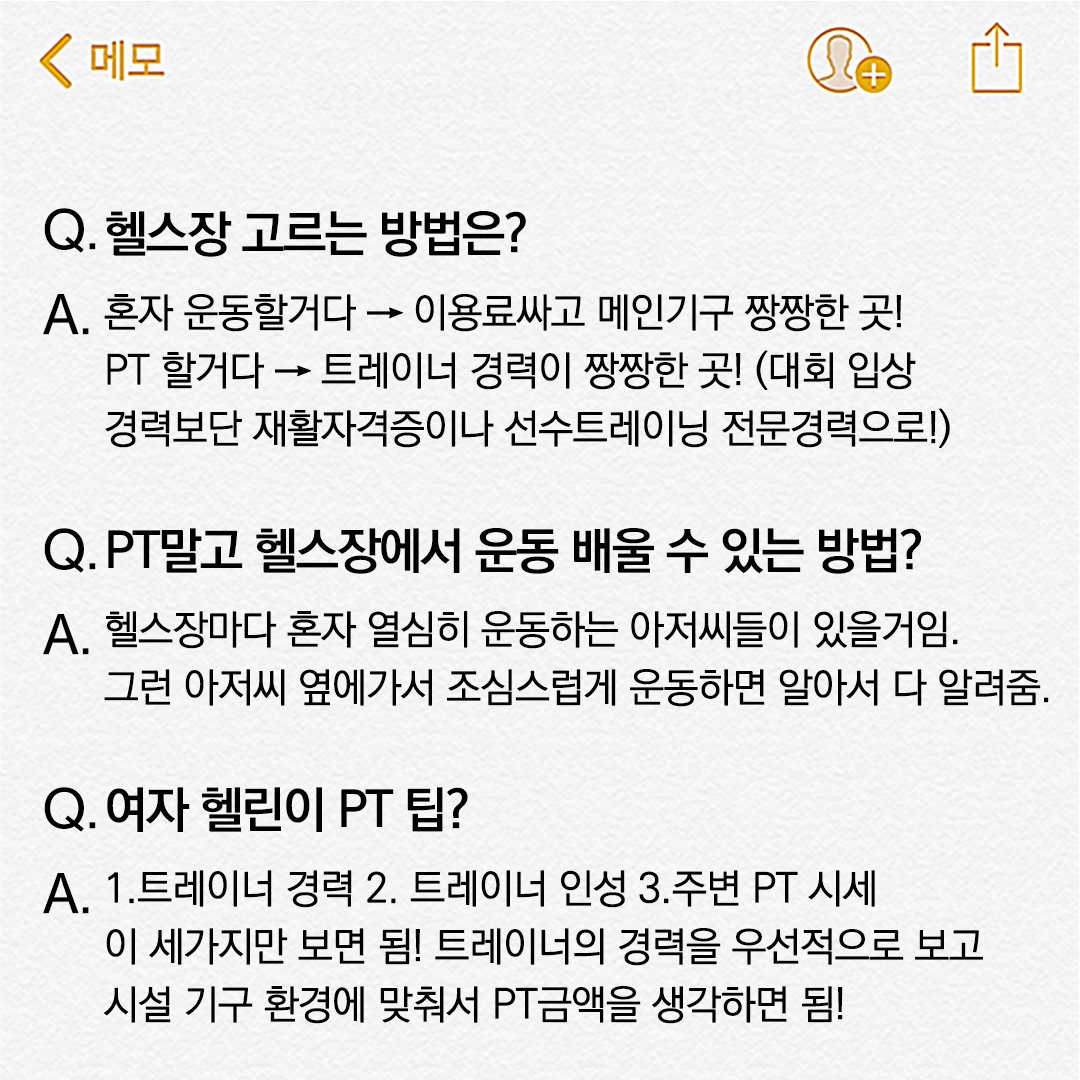 메모
Q. 헬스장 고르는 방법은?
A. 혼자 운동할거다 → 이용료싸고 메인기구 짱짱한 곳!
PT 할거다 → 트레이너 경력이 짱짱한 곳! (대회 입상
경력보단 재활자격증이나 선수트레이닝 전문경력으로!)
Q. PT말고 헬스장에서 운동 배울 수 있는 방법?
A. 헬스장마다 혼자 열심히 운동하는 아저씨들이 있을거임.
그런 아저씨 옆에가서 조심스럽게 운동하면 알아서 다 알려줌.
Q. 여자 헬린이 PT 팁?
A. 1.트레이너 경력 2. 트레이너 인성 3.주변 PT 시세
이 세가지만 보면 됨! 트레이너의 경력을 우선적으로 보고
시설 기구 환경에 맞춰서 PT금액을 생각하면 됨!